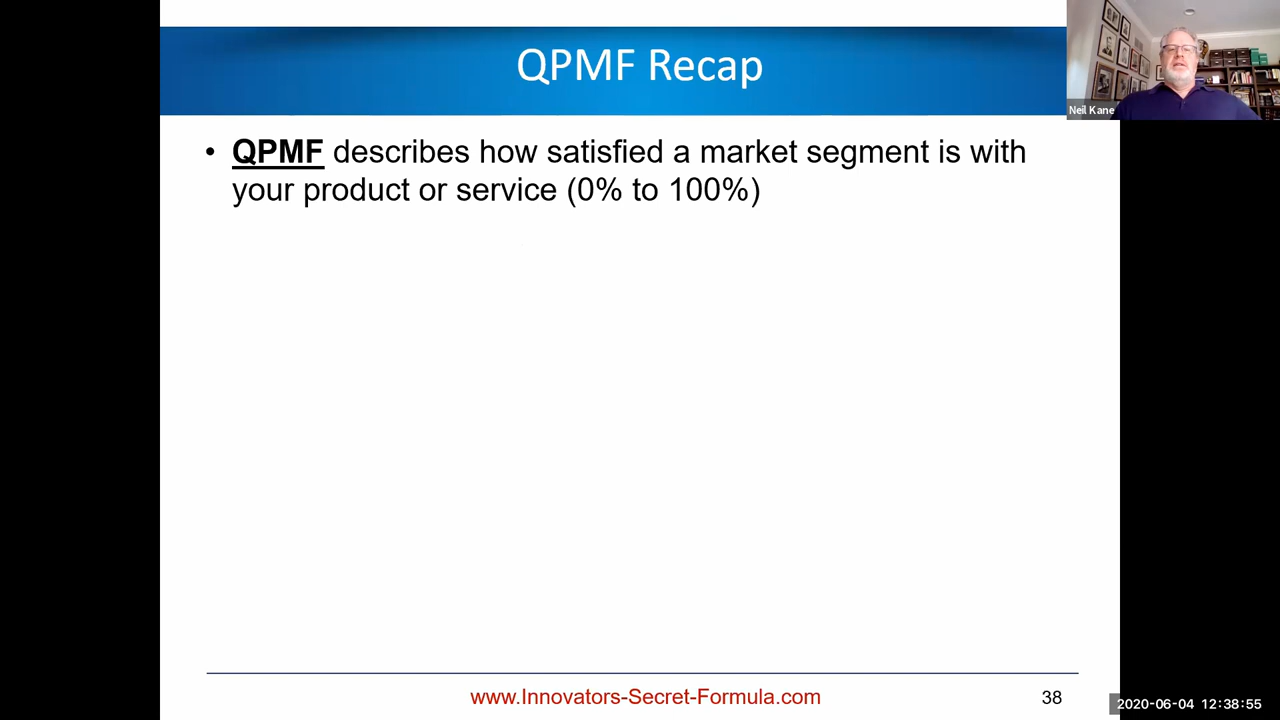 QPMF Recap
Neil Kane
• QPMF describes how satisfied a market segment is with
your product or service (0% to 100%)
www.Innovators-Secret-Formula.com
38
2020-06-04 12:38:55